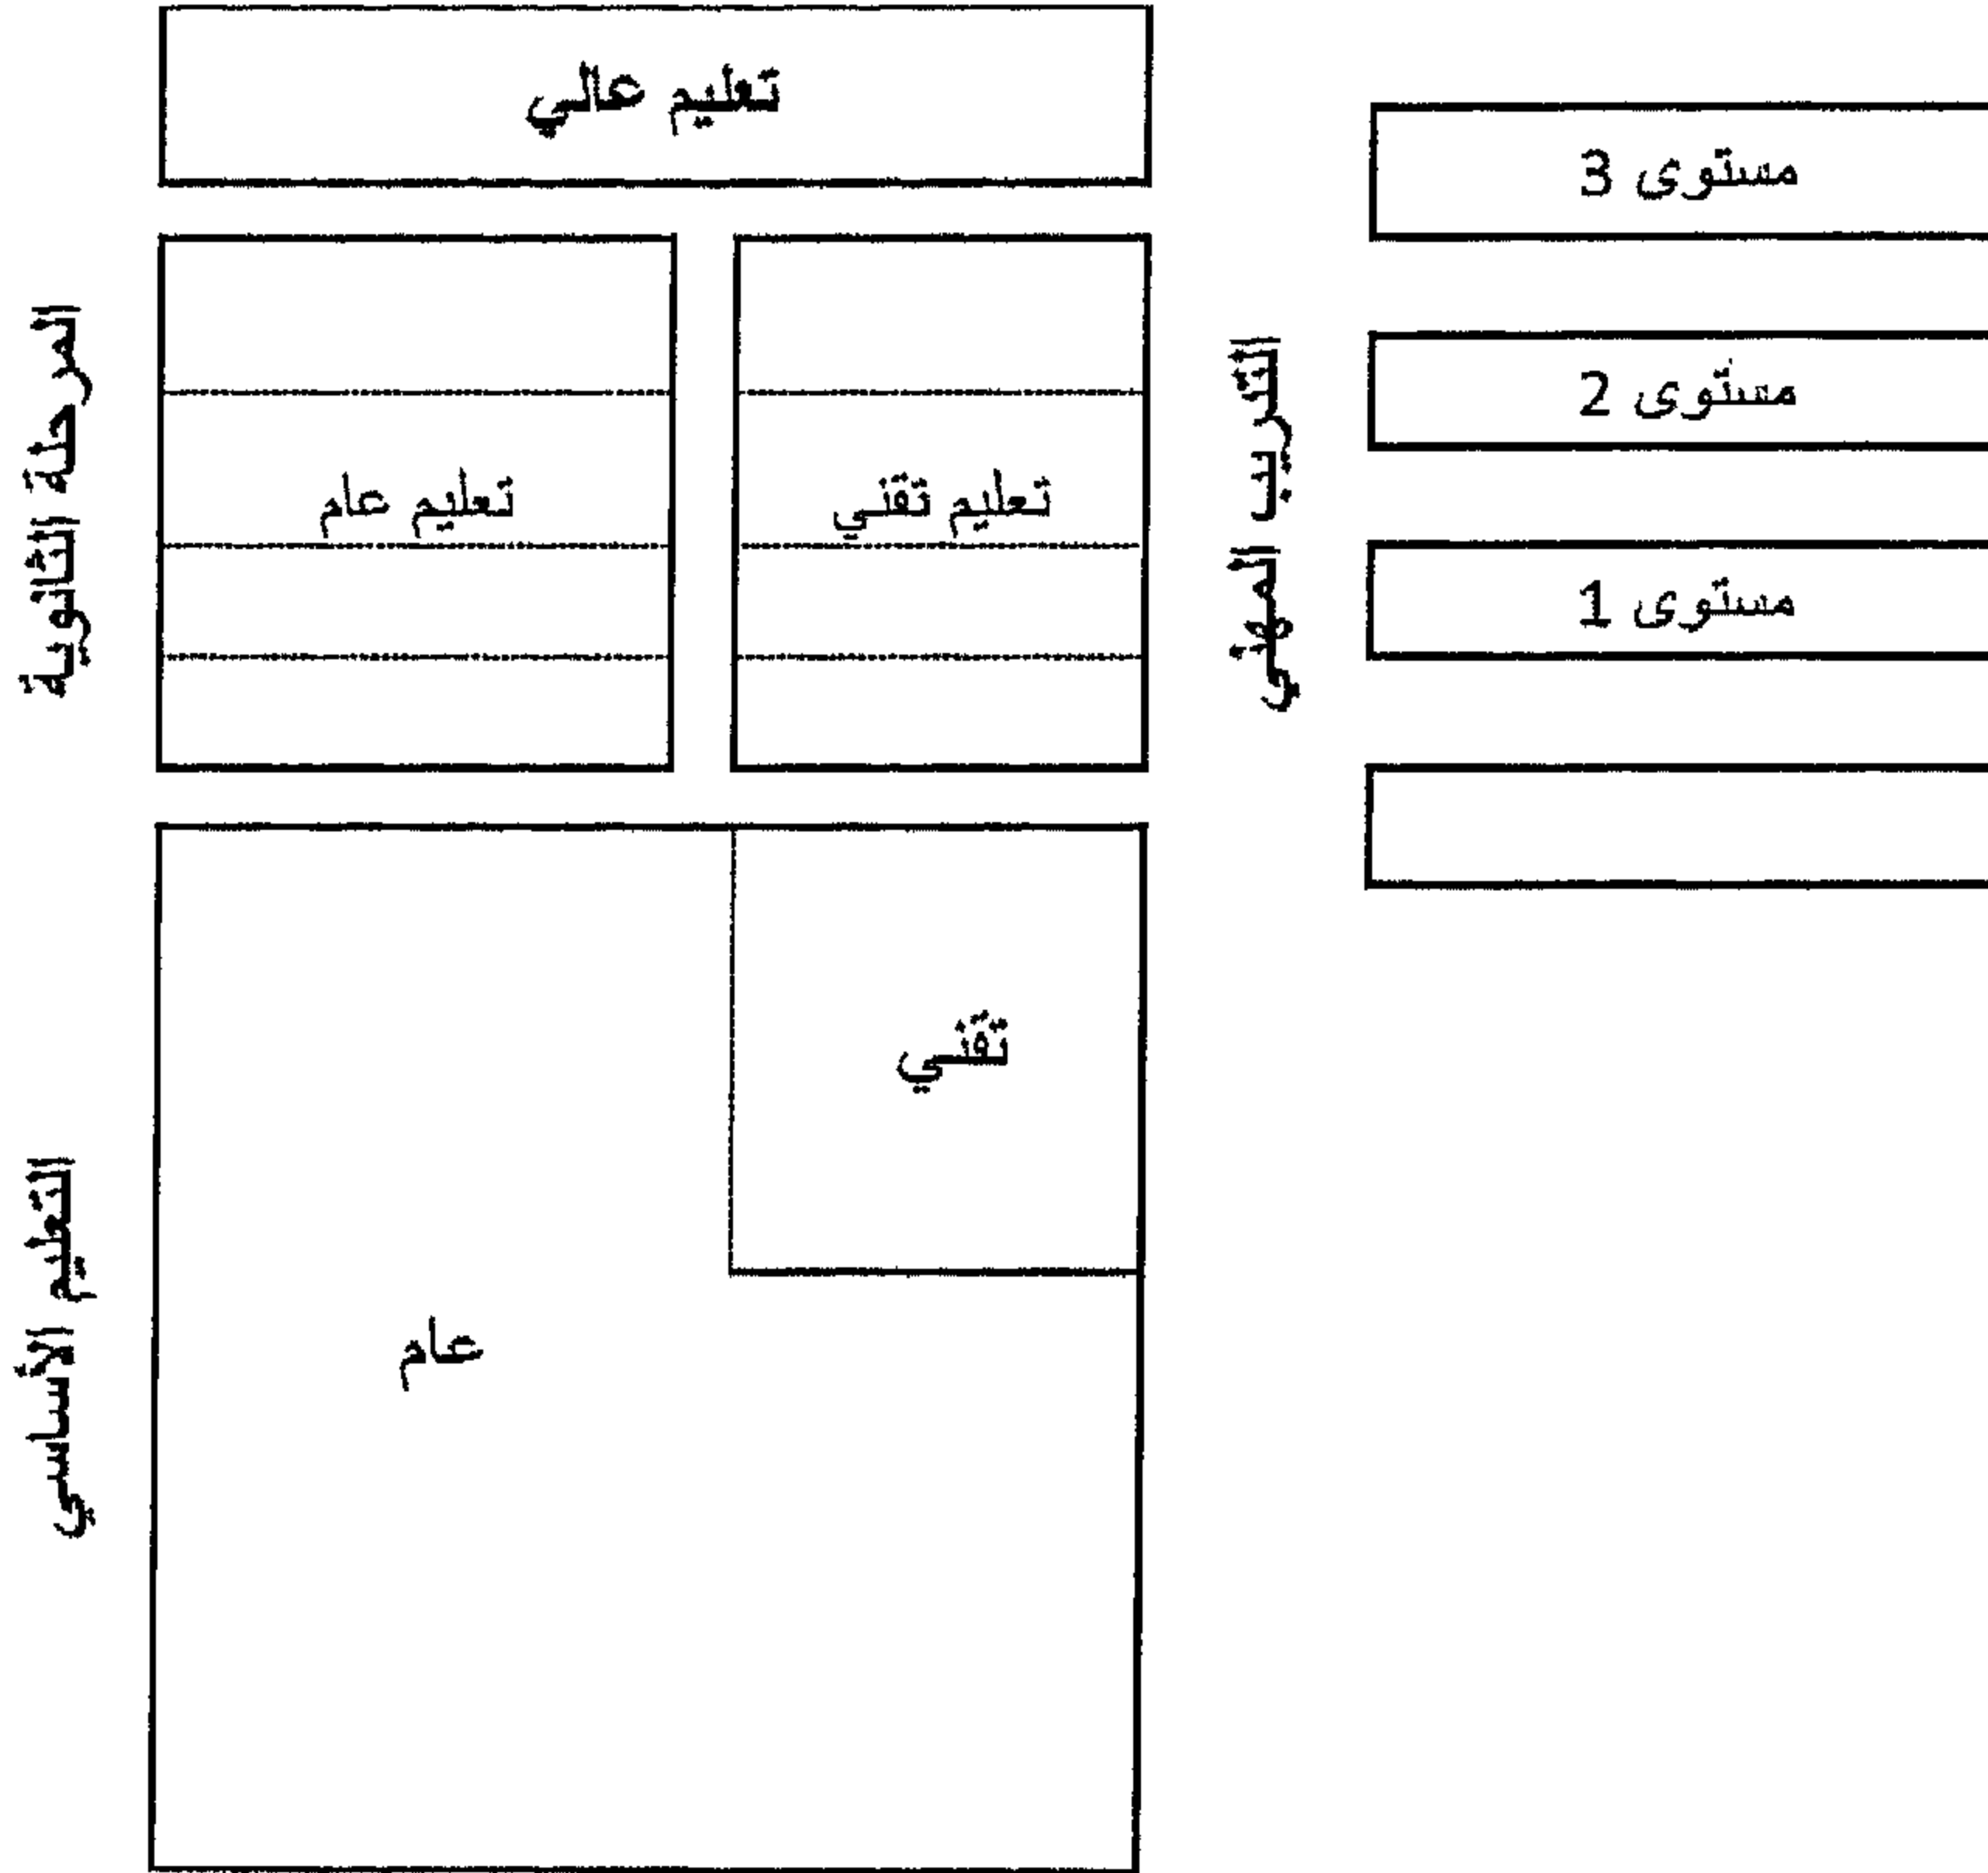 تعليم عالي
مستوى 3
المرحلة الثانوية
تعليم عام
تعليم تقني
التدريب المهني
مستوى 2
مستوى 1
التعليم الأساسي
تقني
عام